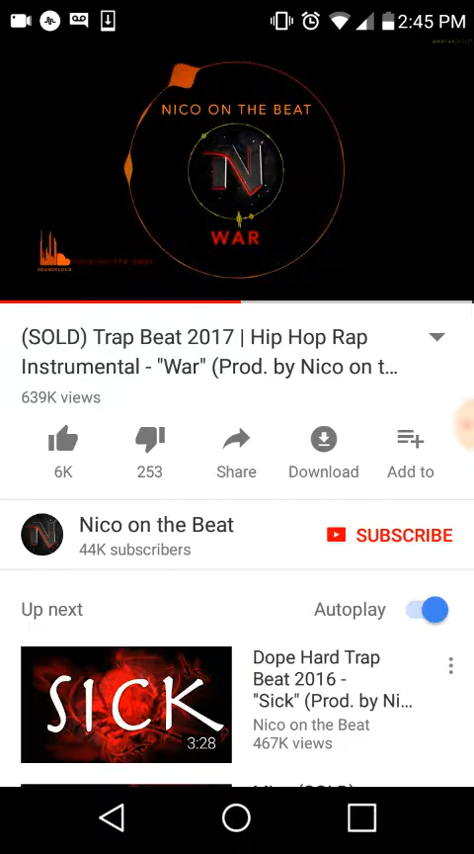 2:45 PM
NICO ON THE BEAT
N
WAR
SOUNDCLOUD
(SOLD) Trap Beat 2017 | Hip Hop Rap
Instrumental - "War" (Prod. by Nico on t...
639K views
6K
253
Share
Download
Add to
Nico on the Beat
44K subscribers
SUBSCRIBE
Up next
Autoplay
SICK
3:28
Dope Hard Trap
Beat 2016 -
"Sick" (Prod. by Ni...
Nico on the Beat
467K views